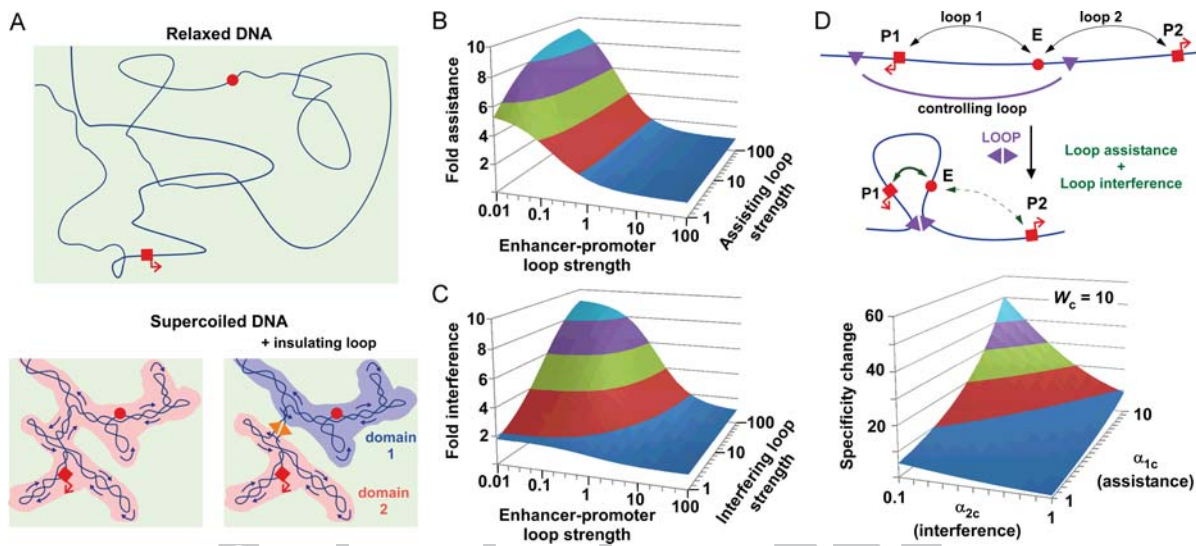 A
Relaxed DNA
Supercoiled DNA
+ insulating loop
domain
1
domain
2
B
Fold assistance
10
8
6
4
2
0.01
0.1
1
10
100
Enhancer-promoter
loop strength
1
10
100
Assisting loop
strength
C
Fold interference
10
8
6
4
2
0.01
0.1
1
10
100
Enhancer-promoter
loop strength
1
10
100
Interfering loop
strength
D
loop 1
loop 2
P1
E
P2
controlling loop
LOOP
Loop assistance
+
Loop interference
P1
E
P2
Wc = 10
Specificity change
60
40
20
0.1
1
α2c
(interference)
1
10
α1c
(assistance)